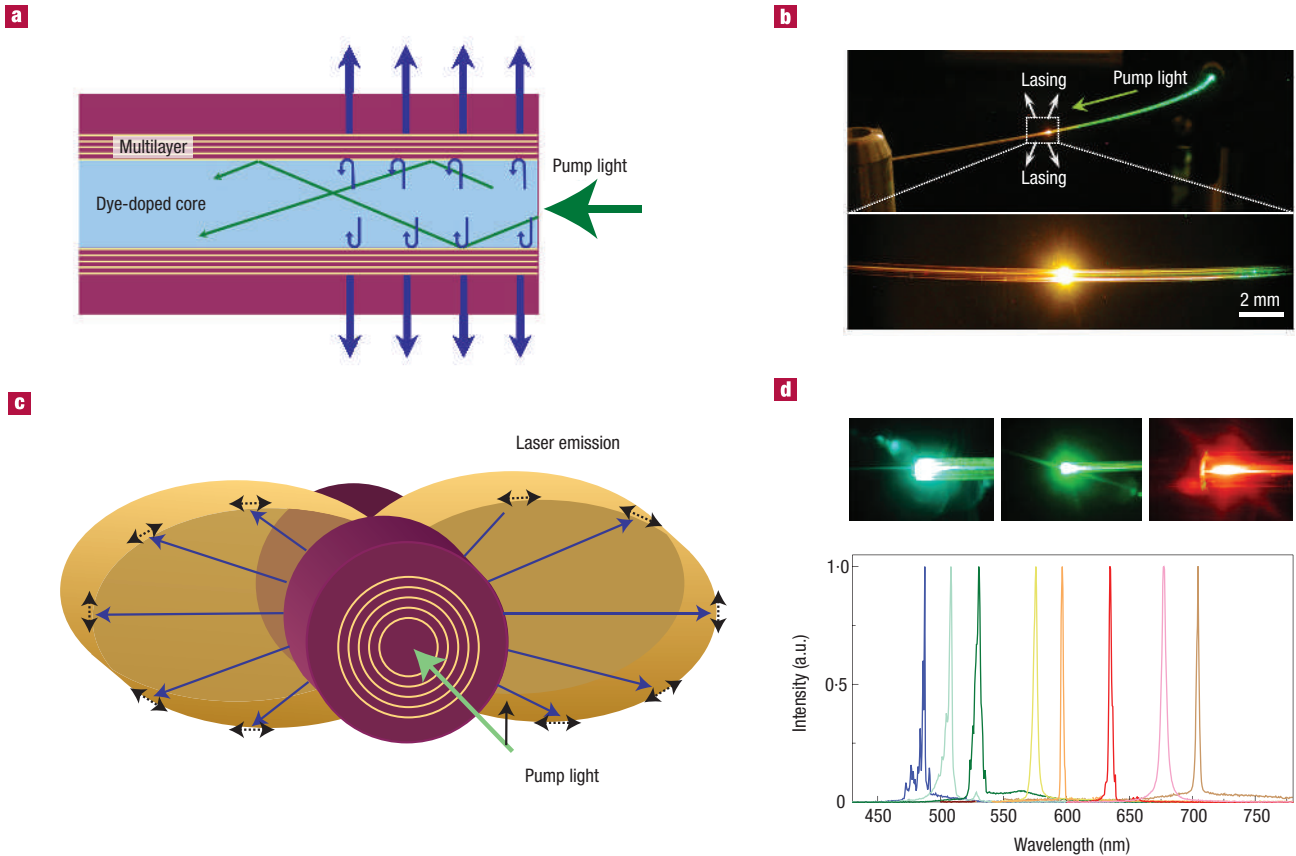 a
Multilayer
Dye-doped core
Pump light
b
Lasing
Pump light
Lasing
2 mm
c
Laser emission
Pump light
d
1·0
0·5
0
Intensity (a.u.)
450 500 550 600 650 700 750
Wavelength (nm)